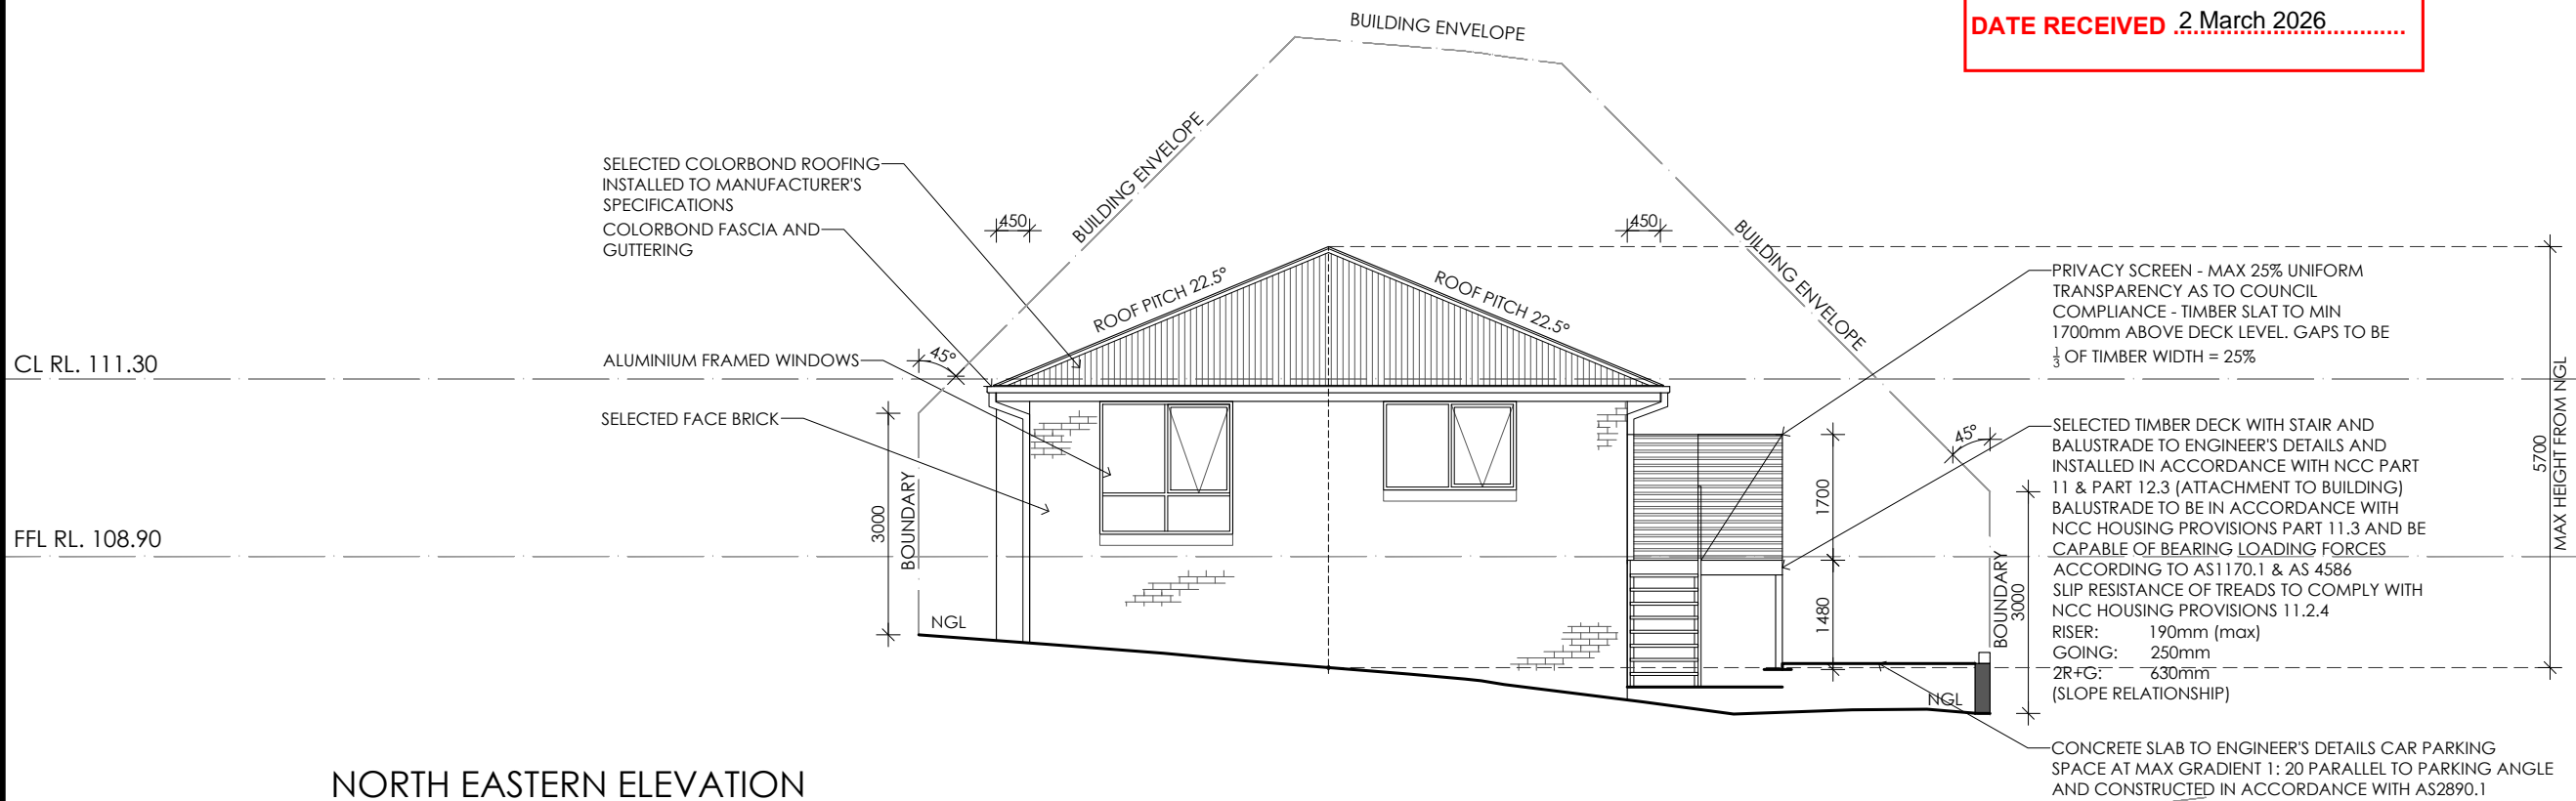 BUILDING ENVELOPE
DATE RECEIVED 2 March 2026
BUILDING ENVELOPE
SELECTED COLORBOND ROOFING
INSTALLED TO MANUFACTURER'S
SPECIFICATIONS
COLORBOND FASCIA AND
GUTTERING
450
450
BUILDING ENVELOPE
ROOF PITCH 22.5°
ROOF PITCH 22.5°
PRIVACY SCREEN - MAX 25% UNIFORM
TRANSPARENCY AS TO COUNCIL
COMPLIANCE - TIMBER SLAT TO MIN
1700mm ABOVE DECK LEVEL. GAPS TO BE
1/3 OF TIMBER WIDTH = 25%
CL RL. 111.30
45°
ALUMINIUM FRAMED WINDOWS
SELECTED FACE BRICK
45°
SELECTED TIMBER DECK WITH STAIR AND
BALUSTRADE TO ENGINEER'S DETAILS AND
INSTALLED IN ACCORDANCE WITH NCC PART
11 & PART 12.3 (ATTACHMENT TO BUILDING)
BALUSTRADE TO BE IN ACCORDANCE WITH
NCC HOUSING PROVISIONS PART 11.3 AND BE
CAPABLE OF BEARING LOADING FORCES
ACCORDING TO AS1170.1 & AS 4586
SLIP RESISTANCE OF TREADS TO COMPLY WITH
NCC HOUSING PROVISIONS 11.2.4
RISER: 190mm (max)
GOING: 250mm
2R+G: 630mm
(SLOPE RELATIONSHIP)
5700
MAX HEIGHT FROM NGL
3000
BOUNDARY
1700
FFL RL. 108.90
1480
BOUNDARY
3000
NGL
NGL
CONCRETE SLAB TO ENGINEER'S DETAILS CAR PARKING
SPACE AT MAX GRADIENT 1: 20 PARALLEL TO PARKING ANGLE
AND CONSTRUCTED IN ACCORDANCE WITH AS2890.1
NORTH EASTERN ELEVATION